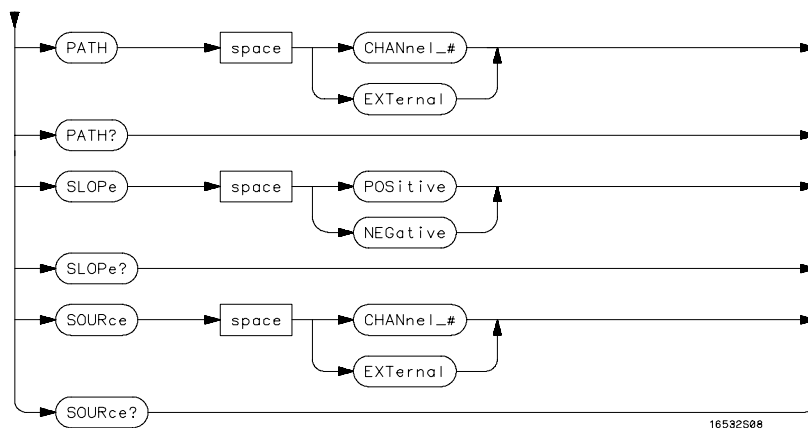 PATH space CHANnel_#
EXTernal
PATH?
SLOPe space POSitive
NEGative
SLOPe?
SOURce space CHANnel_#
EXTernal
SOURce?
16532S08